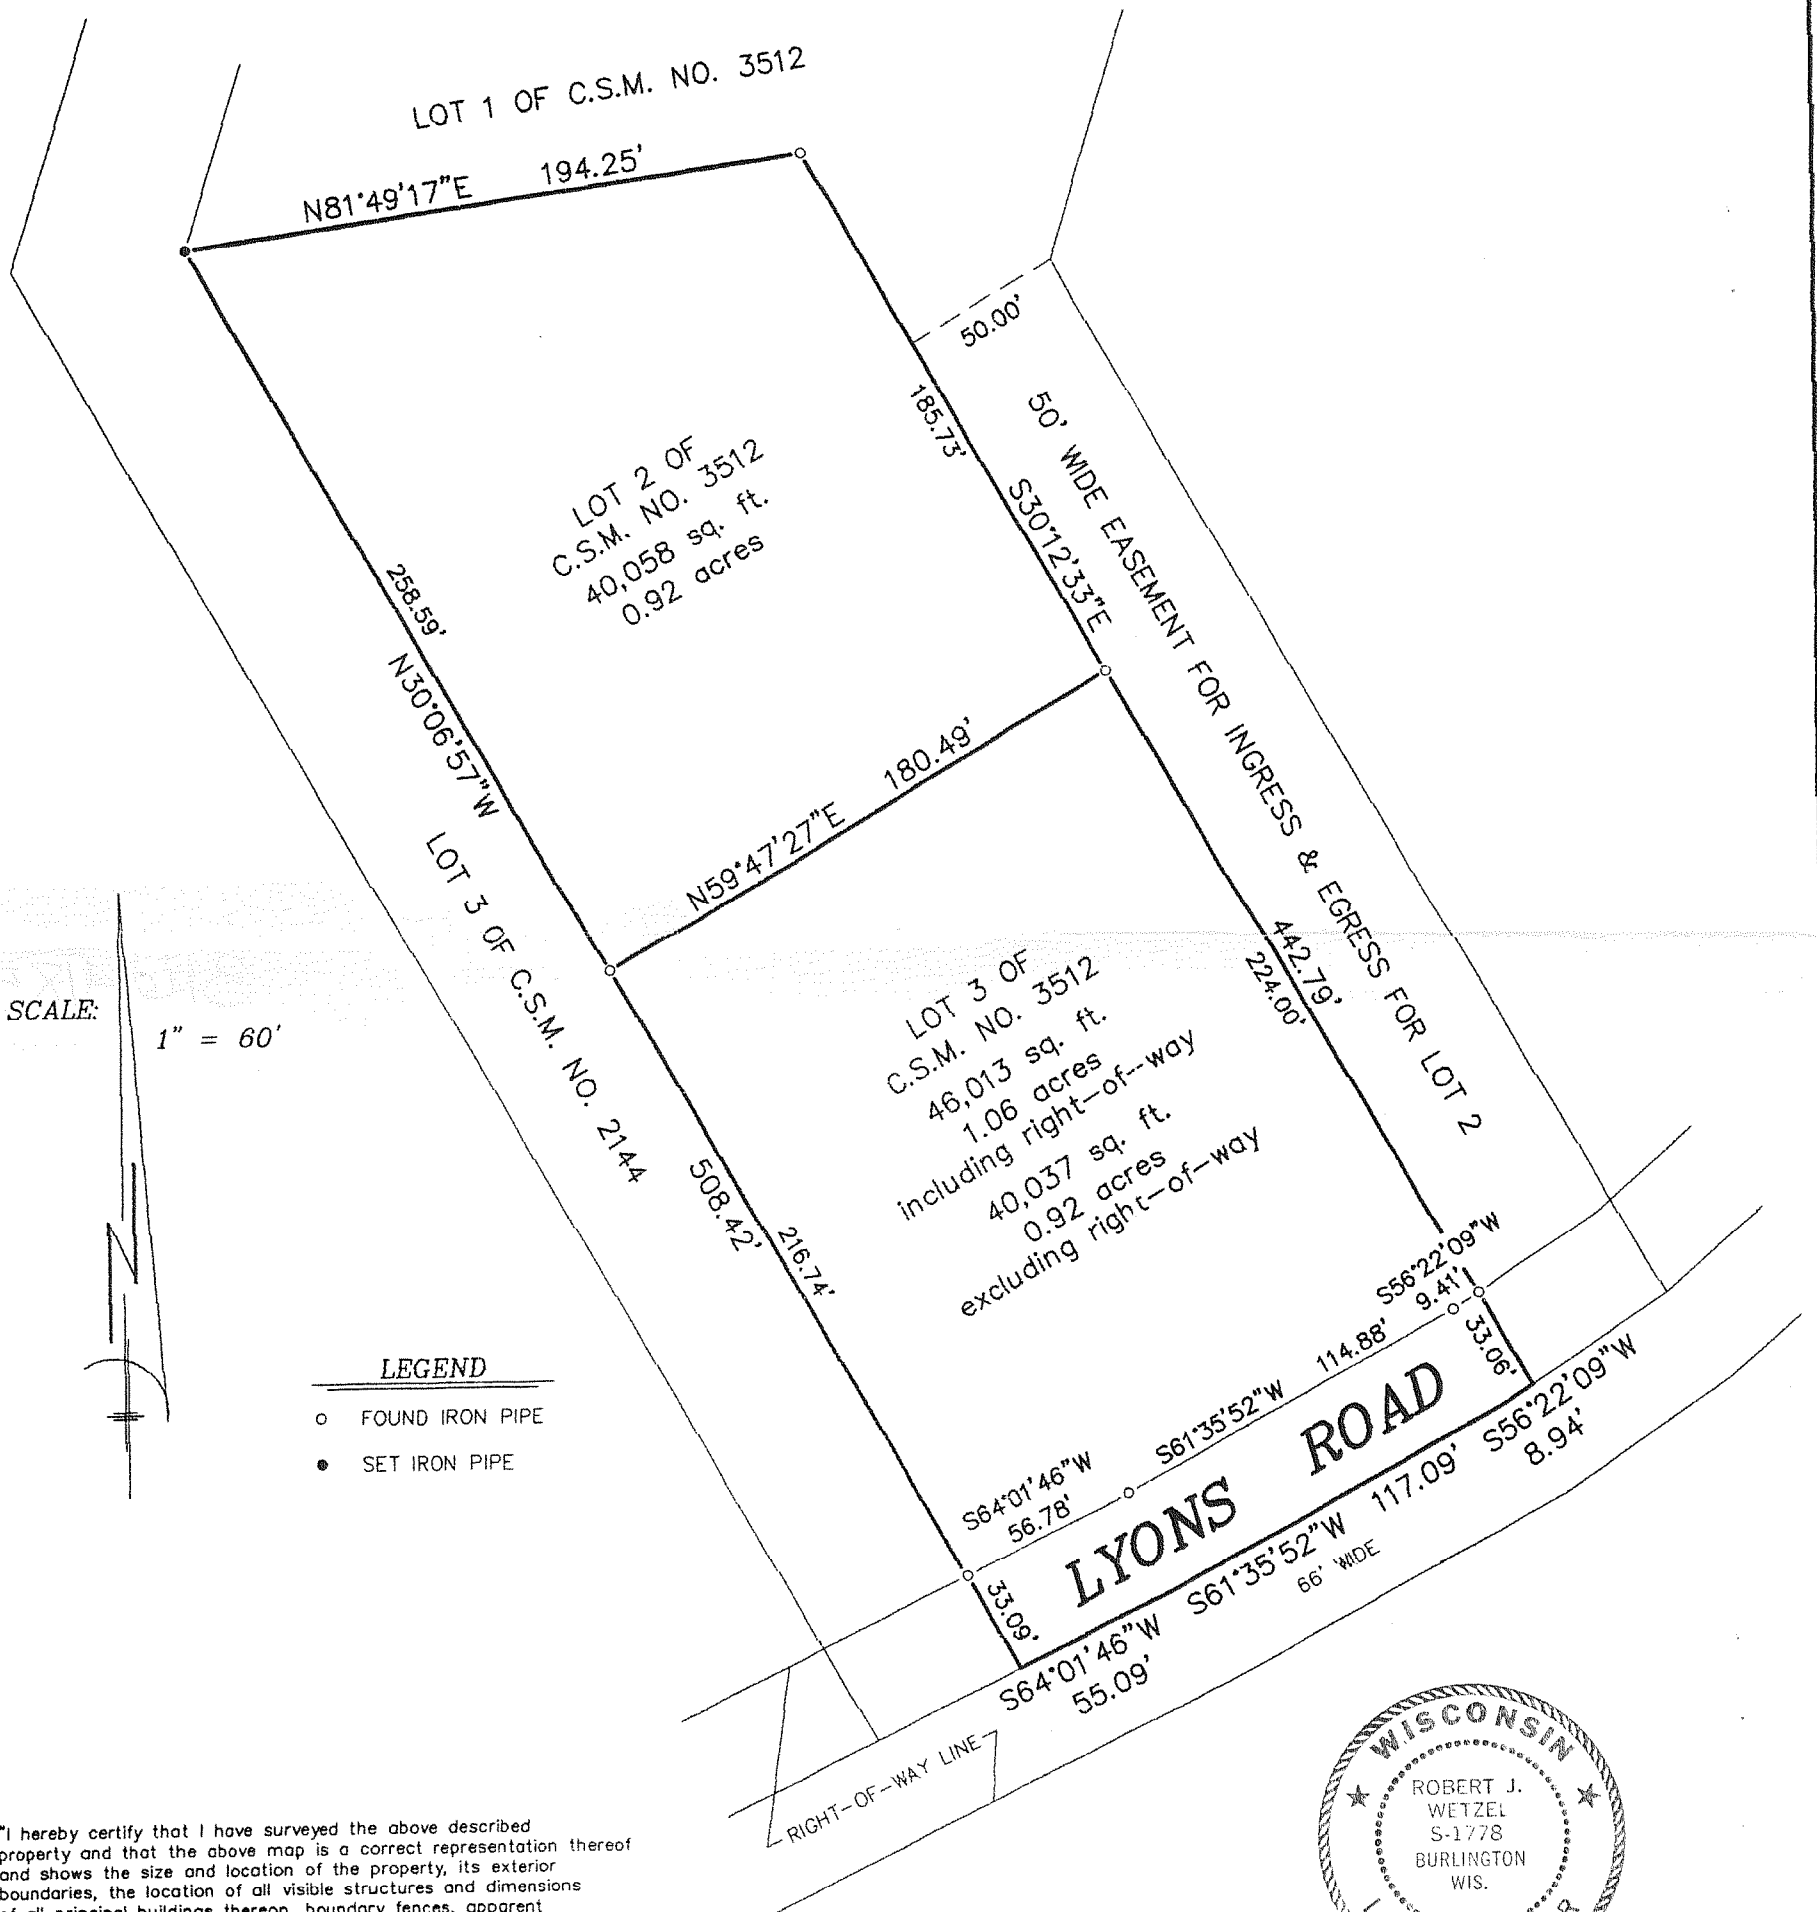 LOT 1 OF C.S.M. NO. 3512
N81°49'17"E 194.25'
50.00'
185.73'
S30°12'33"E
50' WIDE EASEMENT FOR INGRESS & EGRESS FOR LOT 2
LOT 2 OF
C.S.M. NO. 3512
40,058 sq. ft.
0.92 acres
258.59'
N30°06'57"W
N59°47'27"E 180.49'
LOT 3 OF C.S.M. NO. 2144
442.79'
224.00'
LOT 3 OF
C.S.M. NO. 3512
46,013 sq. ft.
1.06 acres
including right-of-way
40,037 sq. ft.
0.92 acres
excluding right-of-way
SCALE:
1" = 60'
N
508.42'
216.74'
S56°22'09"W
9.41'
33.06'
114.88'
S61°35'52"W
S64°01'46"W
56.78'
LYONS ROAD
33.09'
S56°22'09"W
8.94'
S61°35'52"W 117.09'
66' WIDE
S64°01'46"W
55.09'
LEGEND
FOUND IRON PIPE
SET IRON PIPE
RIGHT-OF-WAY LINE
WISCONSIN
ROBERT J.
WETZEL
S-1778
BURLINGTON
WIS.
"I hereby certify that I have surveyed the above described
property and that the above map is a correct representation thereof
and shows the size and location of the property, its exterior
boundaries, the location of all visible structures and dimensions
of all principal buildings thereon, boundary fences, apparent